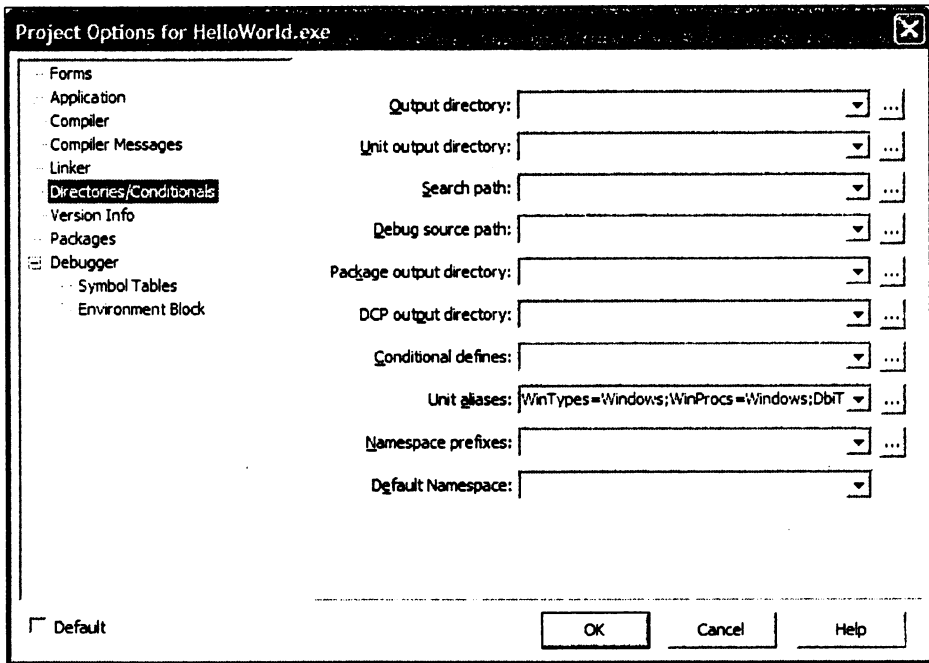 Project Options for HelloWorld.exe
Forms
Application
Compiler
Compiler Messages
Linker
Directories/Conditionals
Version Info
Packages
Debugger
Symbol Tables
Environment Block
Output directory:
Unit output directory:
Search path:
Debug source path:
Package output directory:
DCP output directory:
Conditional defines:
Unit aliases: WinTypes=Windows;WinProcs=Windows;DbiT
Namespace prefixes:
Default Namespace:
Default
OK
Cancel
Help